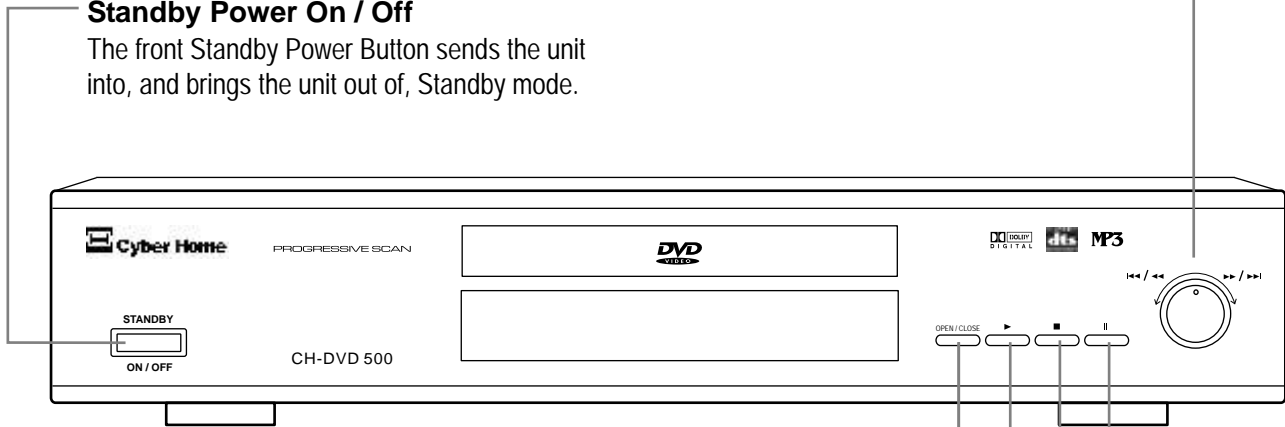 Standby Power On / Off
The front Standby Power Button sends the unit
into, and brings the unit out of, Standby mode.
Cyber Home
PROGRESSIVE SCAN
DVD
VIDEO
DOLBY
DIGITAL
dts
MP3
STANDBY
ON / OFF
CH-DVD 500
OPEN / CLOSE